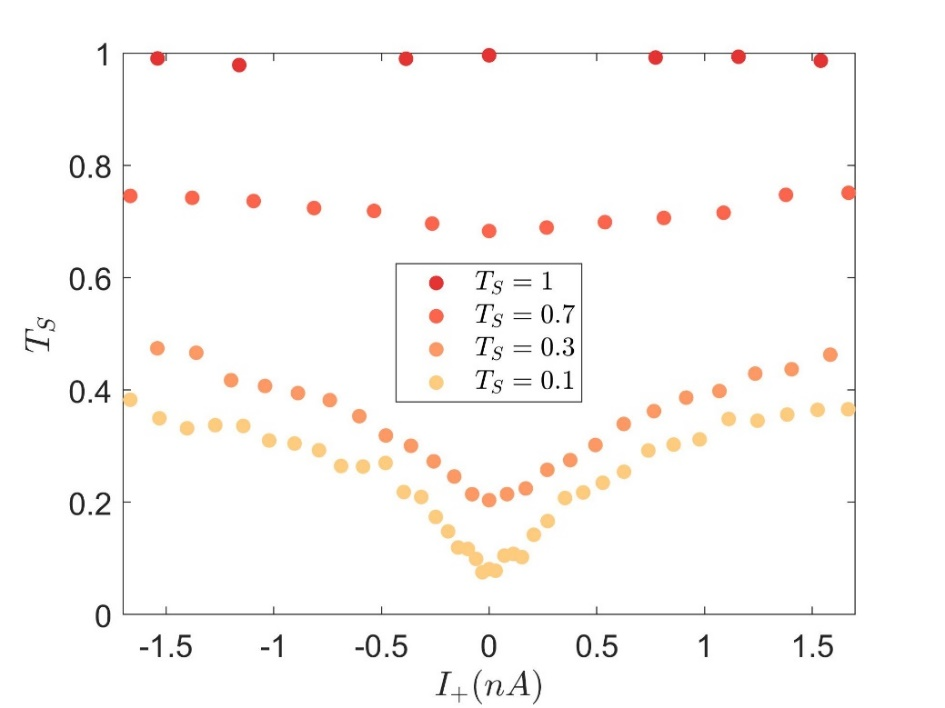 1
0.8
0.6
0.4
0.2
0
T_S
T_S = 1
T_S = 0.7
T_S = 0.3
T_S = 0.1
-1.5 -1 -0.5 0 0.5 1 1.5
I_+(nA)